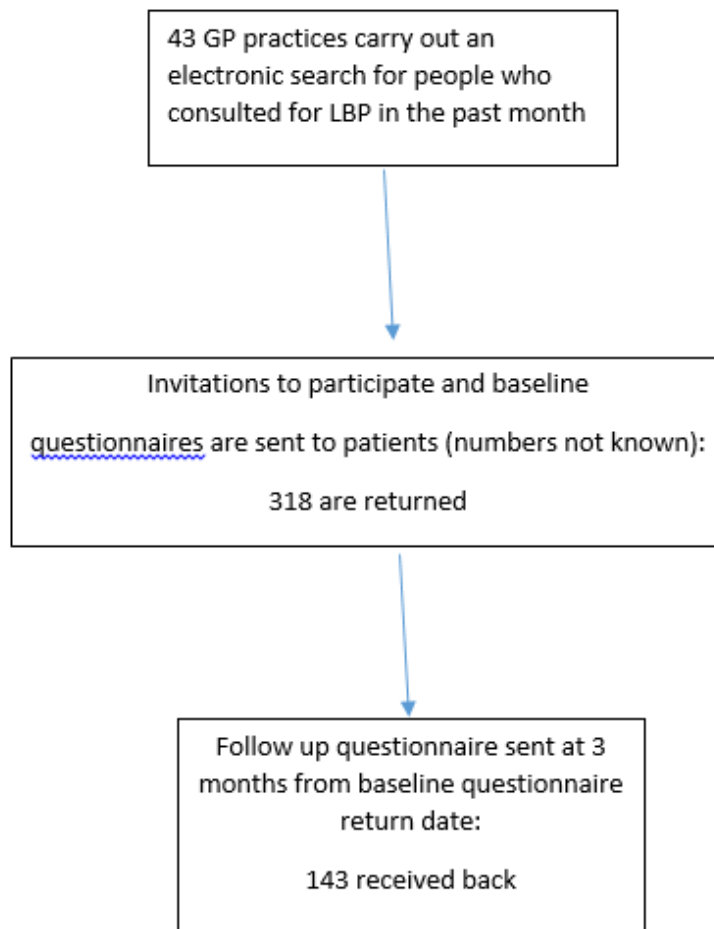 43 GP practices carry out an
electronic search for people who
consulted for LBP in the past month
Invitations to participate and baseline
questionnaires are sent to patients (numbers not known):
318 are returned
Follow up questionnaire sent at 3
months from baseline questionnaire
return date:
143 received back